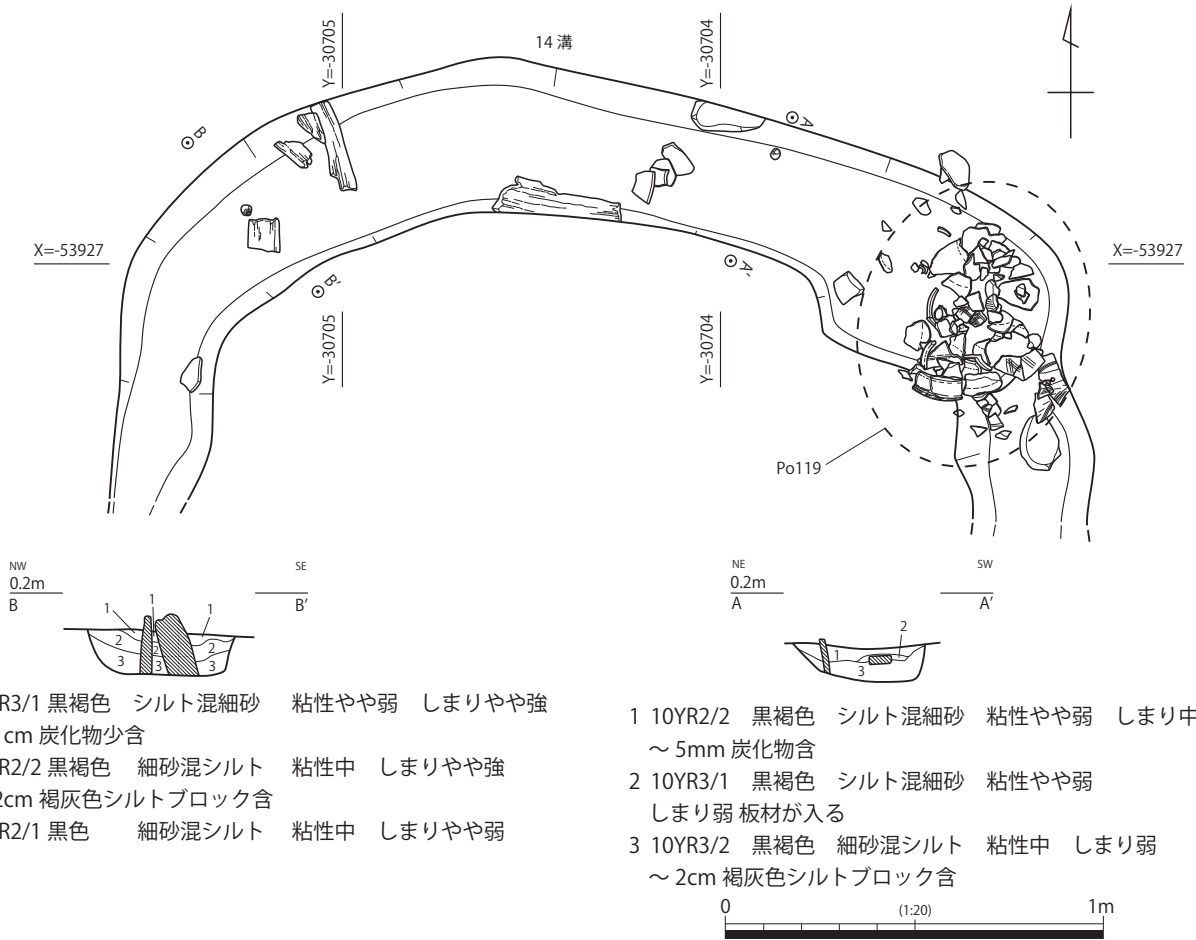 14 溝
Y=-30705
Y=-30704
B
A
X=-53927
X=-53927
A'
B'
Y=-30705
Y=-30704
Po119
NW
0.2m
B
SE
B'
1
1
1
2
2
2
3
3
3
NE
0.2m
A
SW
A'
2
1
3
R3/1 黒褐色 シルト混細砂 粘性やや弱 しまりやや強
cm 炭化物少含
R2/2 黒褐色 細砂混シルト 粘性中 しまりやや強
2cm 褐灰色シルトブロック含
R2/1 黒色 細砂混シルト 粘性中 しまりやや弱
1 10YR2/2 黒褐色 シルト混細砂 粘性やや弱 しまり中
～ 5mm 炭化物含
2 10YR3/1 黒褐色 シルト混細砂 粘性やや弱
しまり弱 板材が入る
3 10YR3/2 黒褐色 細砂混シルト 粘性中 しまり弱
～ 2cm 褐灰色シルトブロック含
0 (1:20) 1m